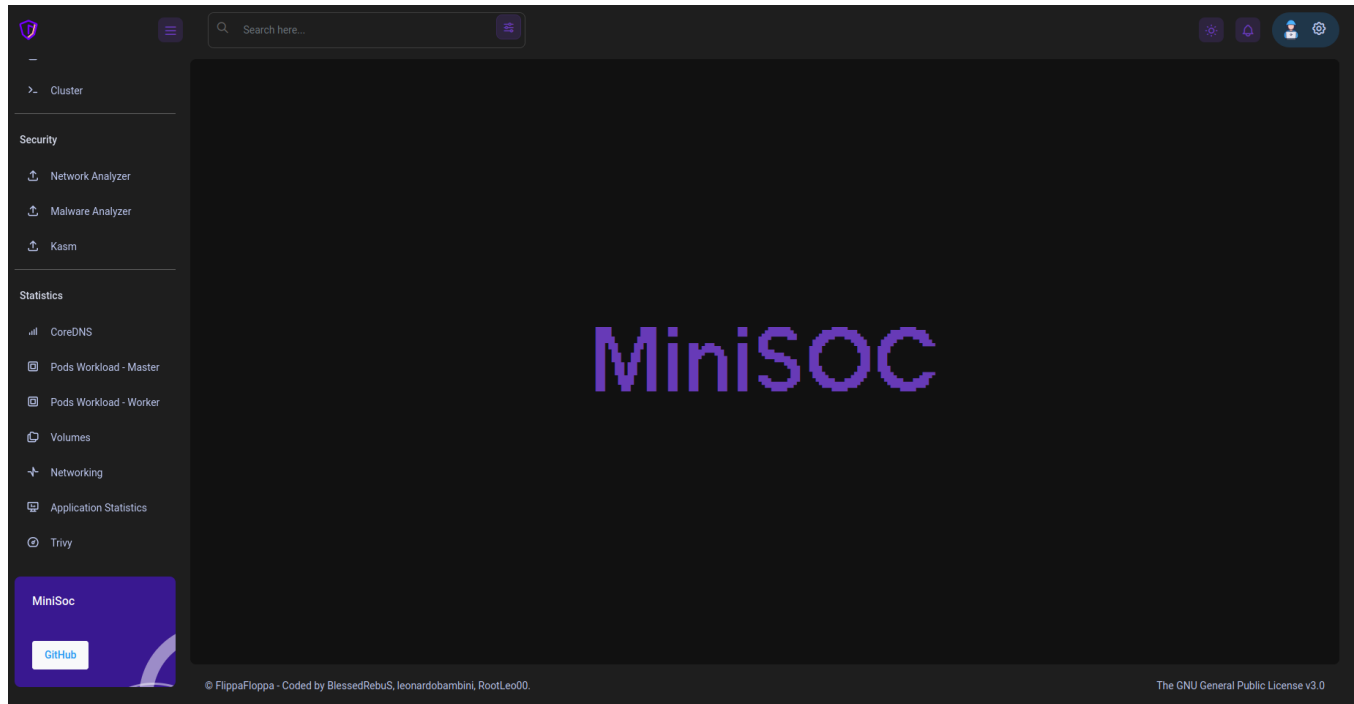 Search here...
Cluster
Security
Network Analyzer
Malware Analyzer
Kasm
Statistics
CoreDNS
Pods Workload - Master
Pods Workload - Worker
Volumes
Networking
Application Statistics
Trivy
MiniSoc
GitHub
MiniSOC
© FlippaFloppa - Coded by BlessedRebuS, leonardobambini, RootLeo00.
The GNU General Public License v3.0